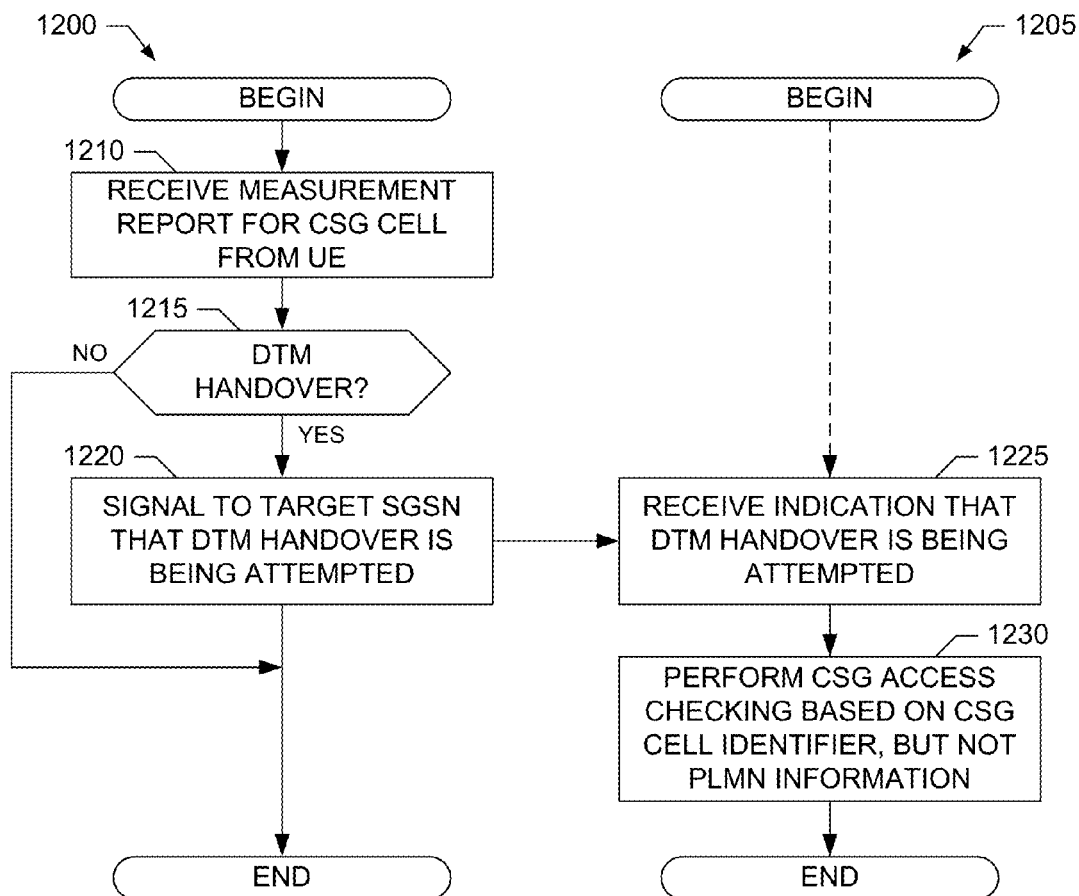 1200
BEGIN
1210
RECEIVE MEASUREMENT
REPORT FOR CSG CELL
FROM UE
1215
NO
DTM
HANDOVER?
YES
1220
SIGNAL TO TARGET SGSN
THAT DTM HANDOVER IS
BEING ATTEMPTED
END
1205
BEGIN
1225
RECEIVE INDICATION THAT
DTM HANDOVER IS BEING
ATTEMPTED
1230
PERFORM CSG ACCESS
CHECKING BASED ON CSG
CELL IDENTIFIER, BUT NOT
PLMN INFORMATION
END